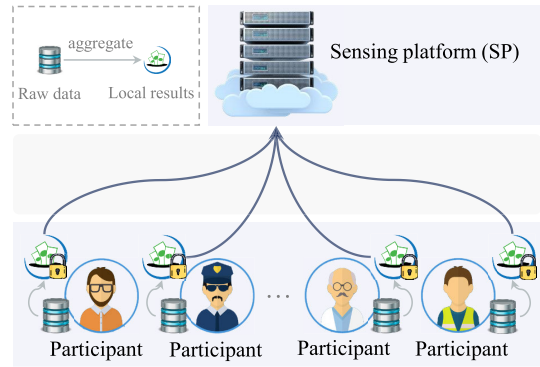 aggregate
Raw data
Local results
Sensing platform (SP)
...
Participant
Participant
Participant
Participant